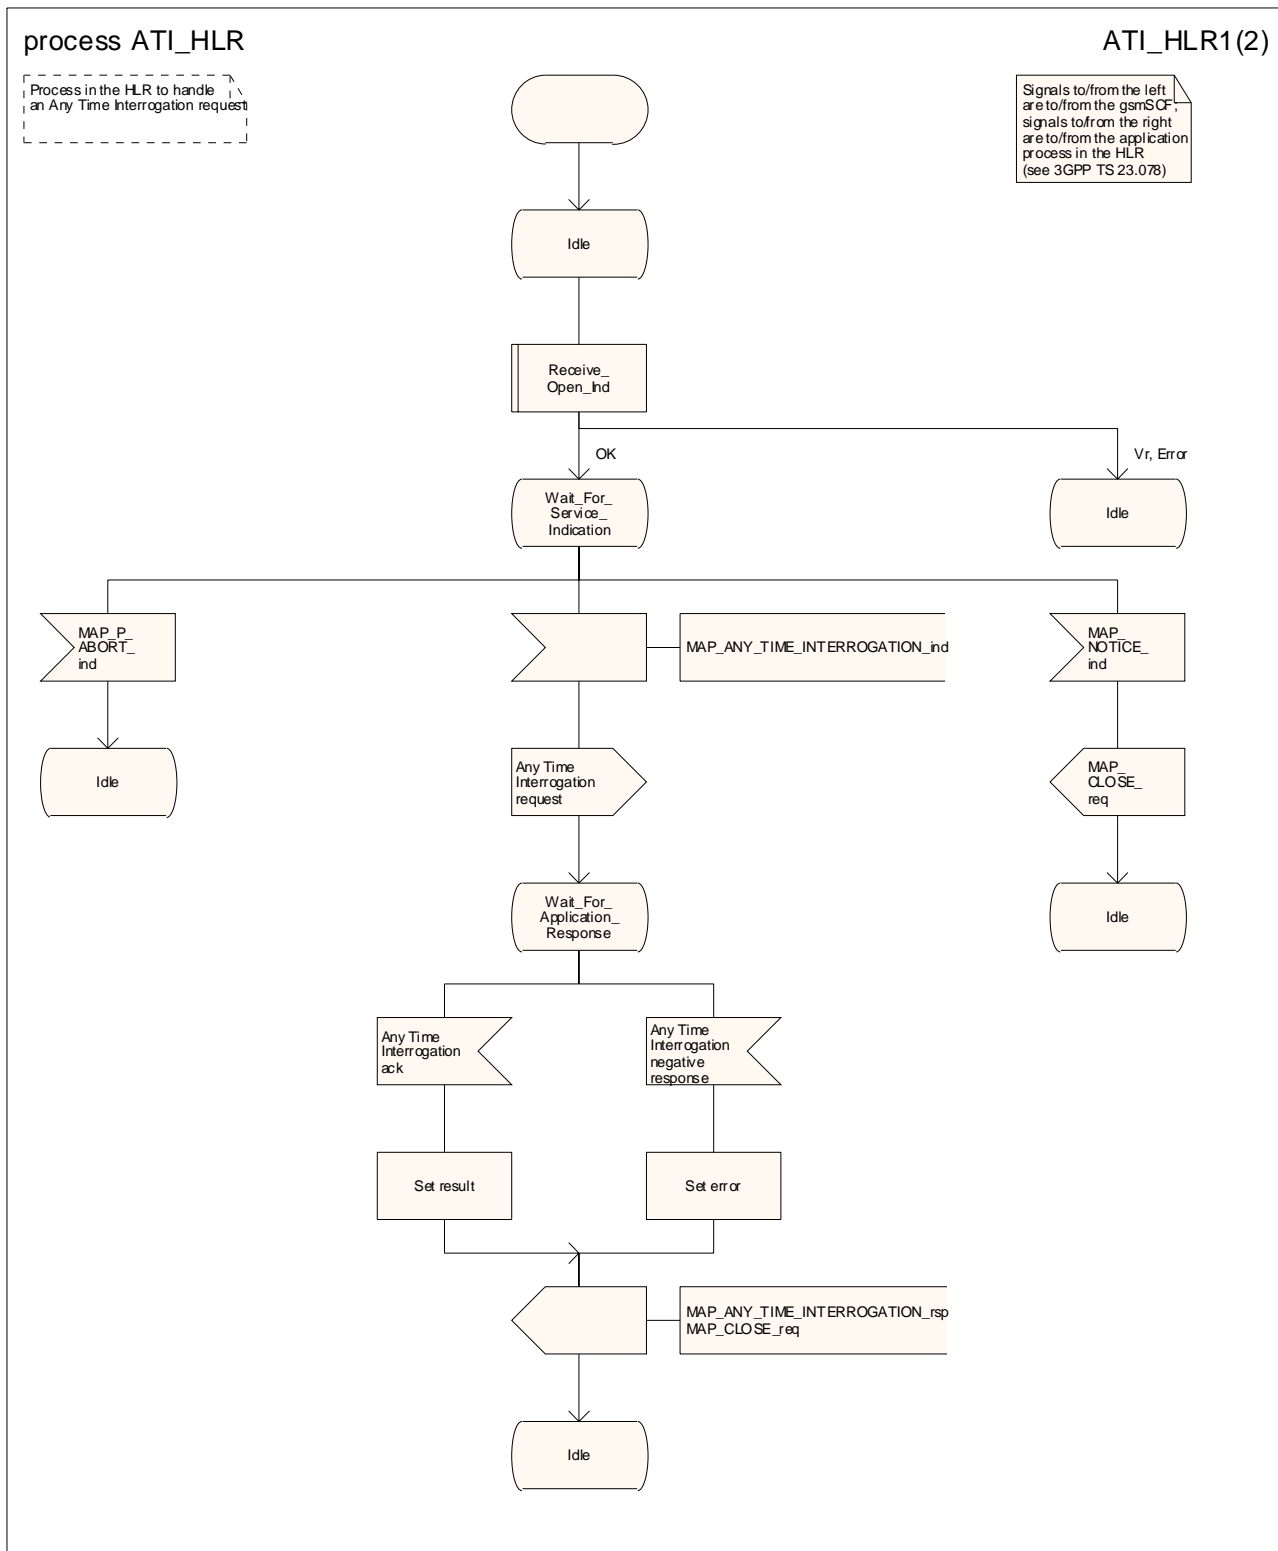 process ATI_HLR
ATI_HLR1(2)
Process in the HLR to handle
an Any Time Interrogation request
Signals to/from the left
are to/from the gsmSCF;
signals to/from the right
are to/from the application
process in the HLR
(see 3GPP TS 23.078)
Idle
Receive_
Open_Ind
OK
Vr, Error
Wait_For_
Service_
Indication
Idle
MAP_P_
ABORT_
ind
MAP_ANY_TIME_INTERROGATION_ind
MAP_
NOTICE_
ind
Idle
Any Time
Interrogation
request
MAP_
CLOSE_
req
Wait_For_
Application_
Response
Idle
Any Time
Interrogation
ack
Any Time
Interrogation
negative
response
Set result
Set error
MAP_ANY_TIME_INTERROGATION_rsp
MAP_CLOSE_req
Idle